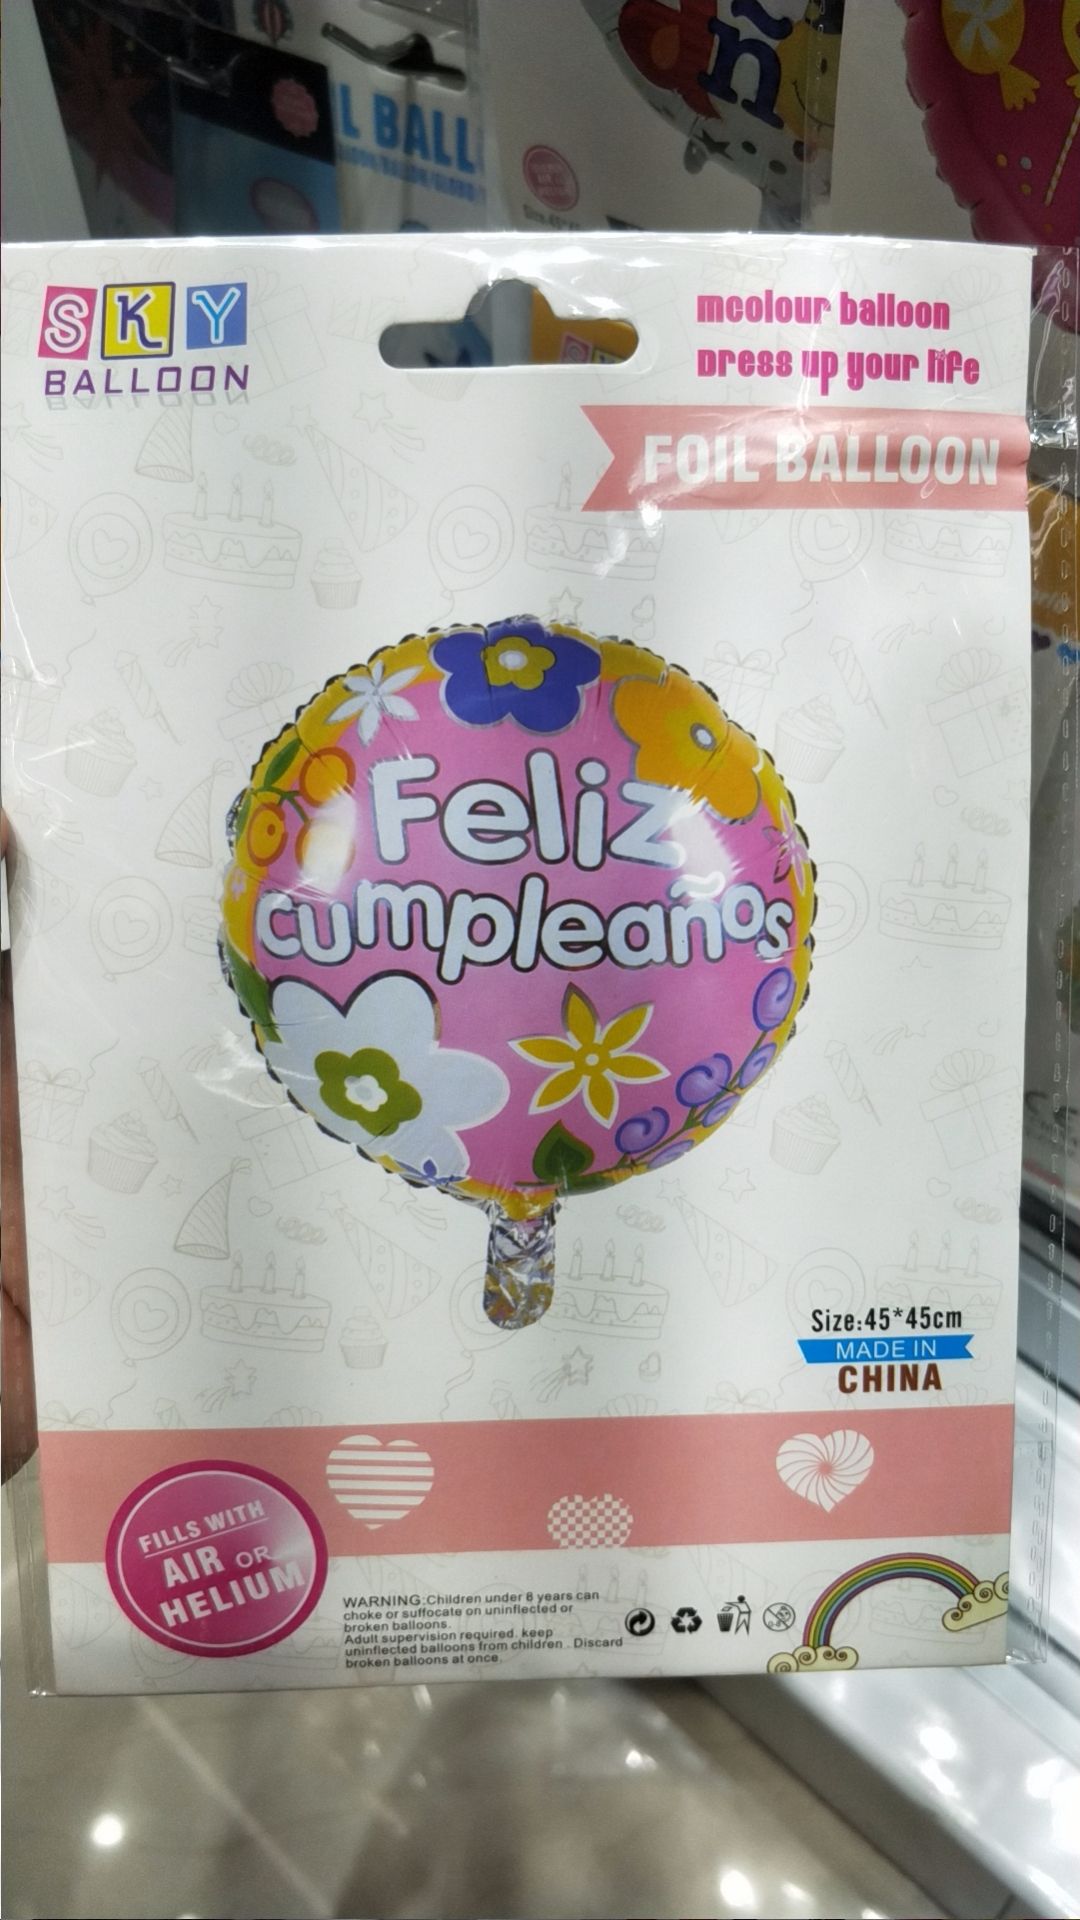 L BALL
n
SKY
BALLOON
mcolour balloon
Dress up your life
FOIL BALLOON
Feliz
cumpleaños
Size:45*45cm
MADE IN
CHINA
FILLS WITH
AIR OR
HELIUM
WARNING:Children under 8 years can
choke or suffocate on uninflected or
broken balloons.
Adult supervision required. keep
uninflected balloons from children . Discard
broken balloons at once.